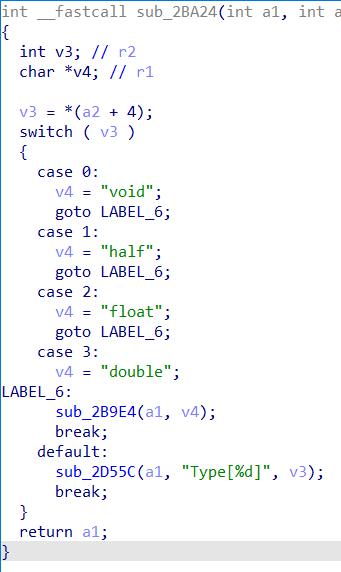 int __fastcall sub_2BA24(int a1, int a
{
  int v3; // r2
  char *v4; // r1

  v3 = *(a2 + 4);
  switch ( v3 )
  {
    case 0:
      v4 = "void";
      goto LABEL_6;
    case 1:
      v4 = "half";
      goto LABEL_6;
    case 2:
      v4 = "float";
      goto LABEL_6;
    case 3:
      v4 = "double";
LABEL_6:
      sub_2B9E4(a1, v4);
      break;
    default:
      sub_2D55C(a1, "Type[%d]", v3);
      break;
  }
  return a1;
}